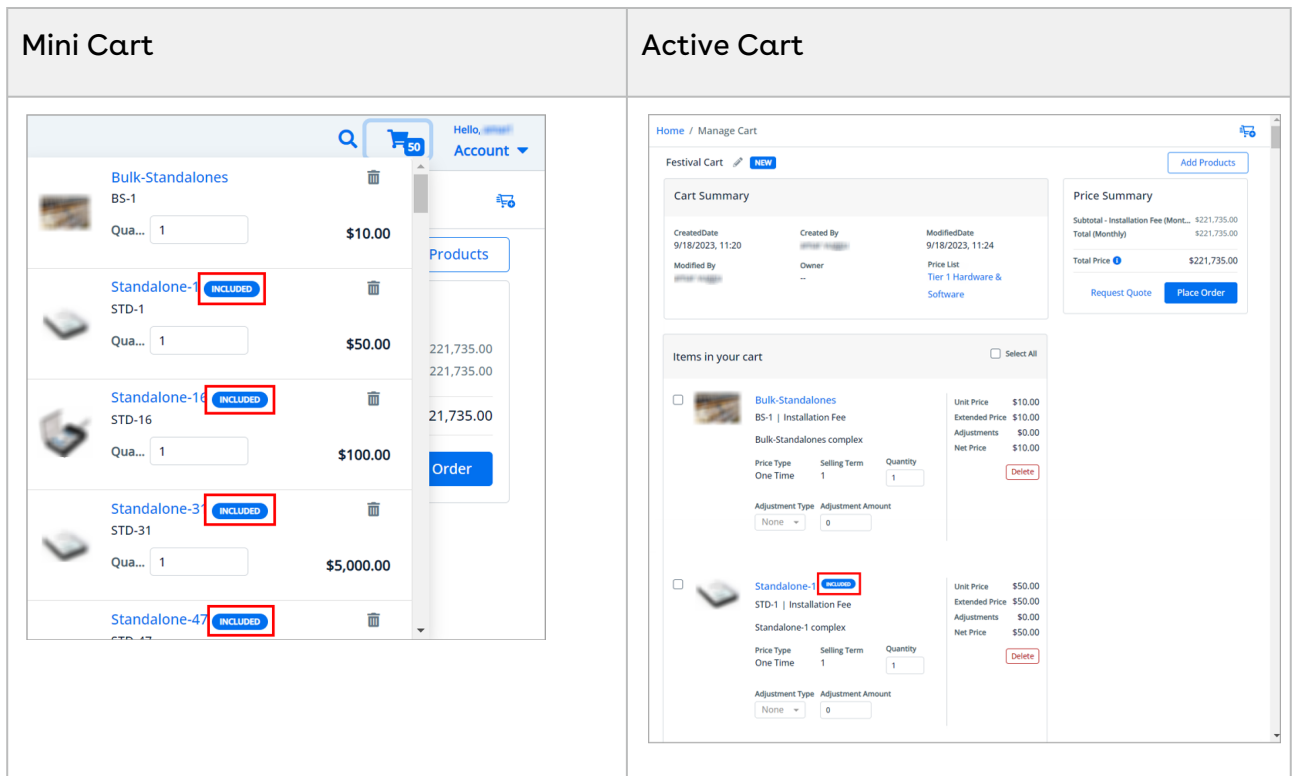 Mini Cart
Hello,
50
Account
Bulk-Standalones
BS-1
Qua... 1
$10.00
Products
Standalone-1 INCLUDED
STD-1
Qua... 1
$50.00
221,735.00
221,735.00
Standalone-16 INCLUDED
STD-16
Qua... 1
$100.00
21,735.00
Order
Standalone-31 INCLUDED
STD-31
Qua... 1
$5,000.00
Standalone-47 INCLUDED
STD-47
Active Cart
Home / Manage Cart
Festival Cart NEW
Add Products
Cart Summary
CreatedDate Created By ModifiedDate
9/18/2023, 11:20 9/18/2023, 11:24
Modified By Owner Price List
-- Tier 1 Hardware &
Software
Price Summary
Subtotal - Installation Fee (Mont... $221,735.00
Total (Monthly) $221,735.00
Total Price $221,735.00
Request Quote Place Order
Items in your cart Select All
Bulk-Standalones
BS-1 | Installation Fee
Bulk-Standalones complex
Price Type Selling Term Quantity
One Time 1 1
Adjustment Type Adjustment Amount
None 0
Unit Price $10.00
Extended Price $10.00
Adjustments $0.00
Net Price $10.00
Delete
Standalone-1 INCLUDED
STD-1 | Installation Fee
Standalone-1 complex
Price Type Selling Term Quantity
One Time 1 1
Adjustment Type Adjustment Amount
None 0
Unit Price $50.00
Extended Price $50.00
Adjustments $0.00
Net Price $50.00
Delete